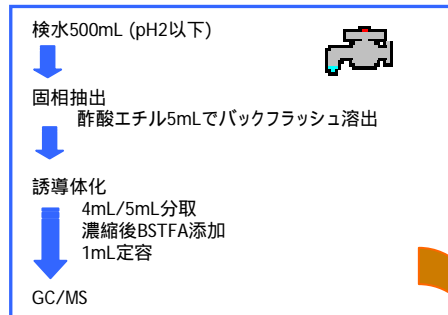 検水500mL (pH2以下)
固相抽出
酢酸エチル5mLでバックフラッシュ溶出
誘導体化
4mL/5mL分取
濃縮後BSTFA添加
1mL定容
GC/MS